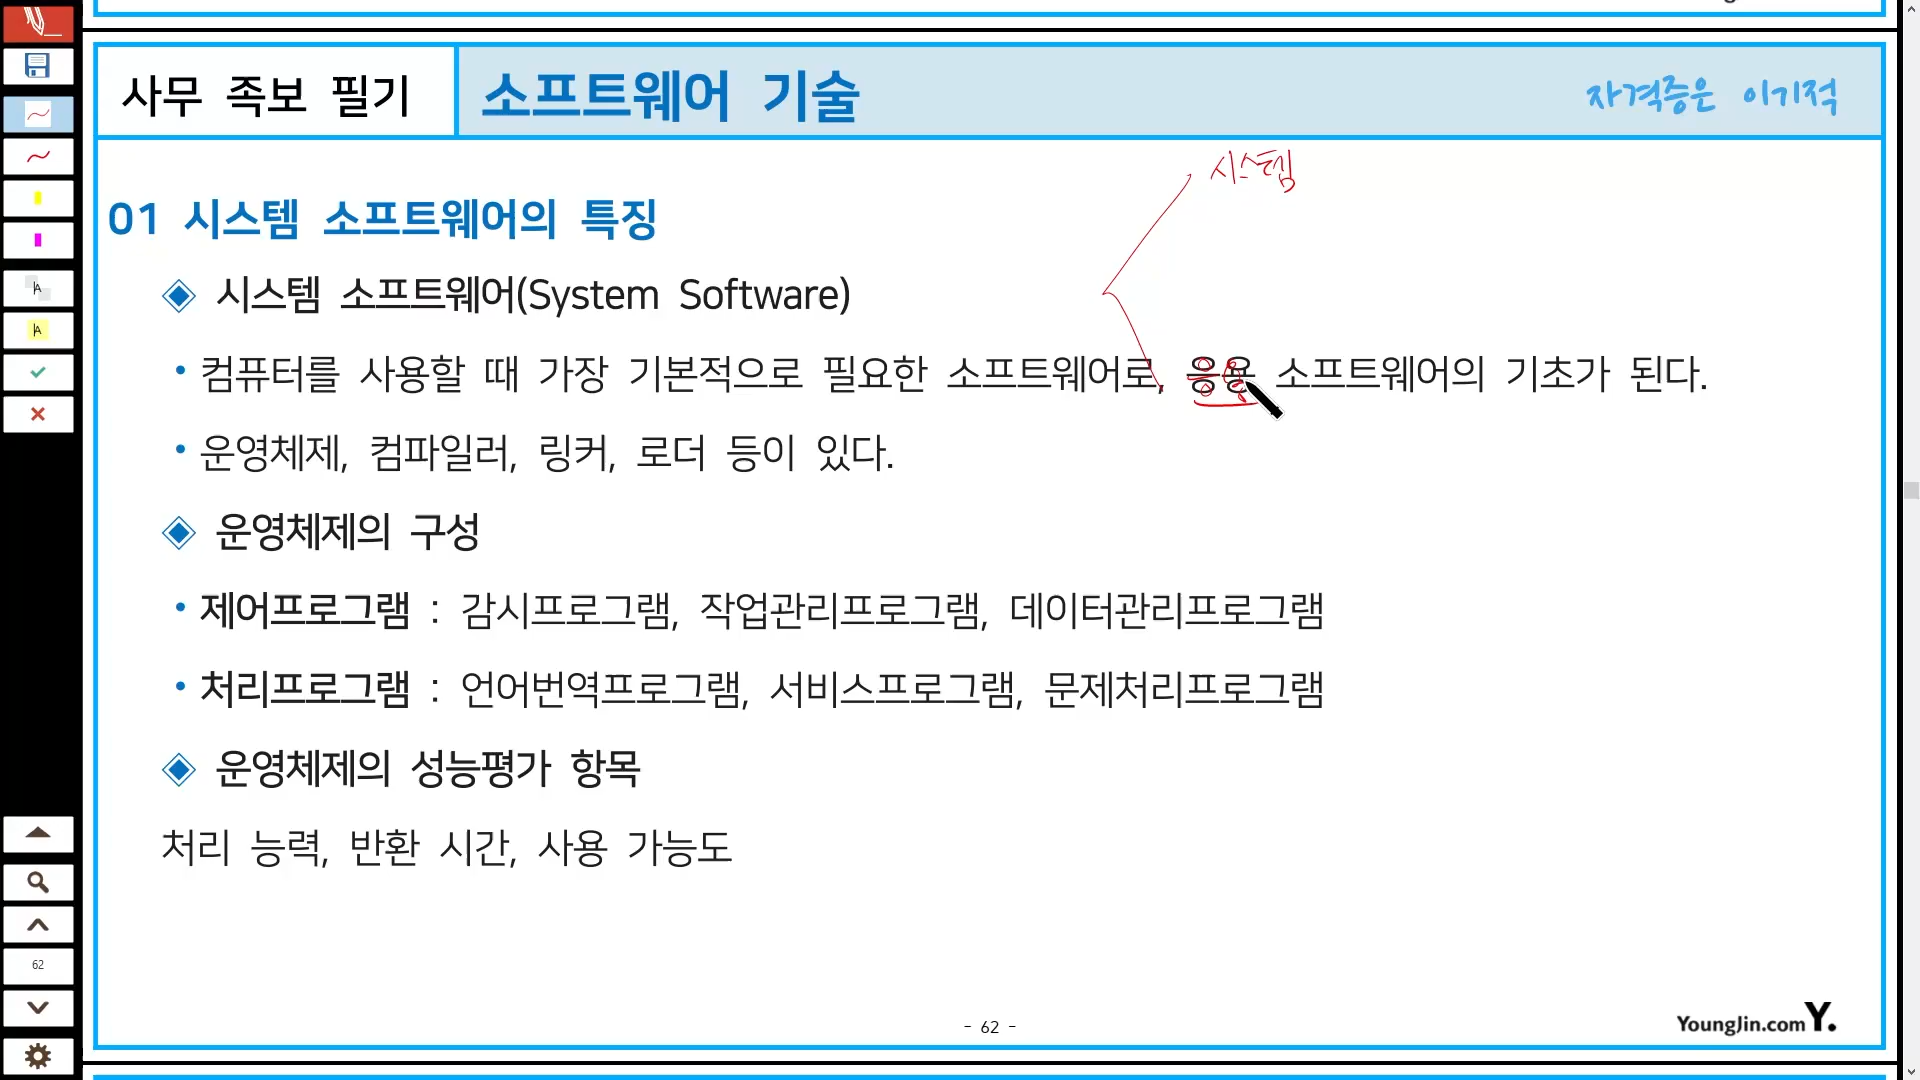 사무 족보 필기
소프트웨어 기술
자격증은 이기적
시스템
01 시스템 소프트웨어의 특징
시스템 소프트웨어(System Software)
• 컴퓨터를 사용할 때 가장 기본적으로 필요한 소프트웨어로, 응용 소프트웨어의 기초가 된다.
• 운영체제, 컴파일러, 링커, 로더 등이 있다.
운영체제의 구성
• 제어프로그램 : 감시프로그램, 작업관리프로그램, 데이터관리프로그램
• 처리프로그램 : 언어번역프로그램, 서비스프로그램, 문제처리프로그램
운영체제의 성능평가 항목
처리 능력, 반환 시간, 사용 가능도
62
- 62 -
YoungJin.com Y.